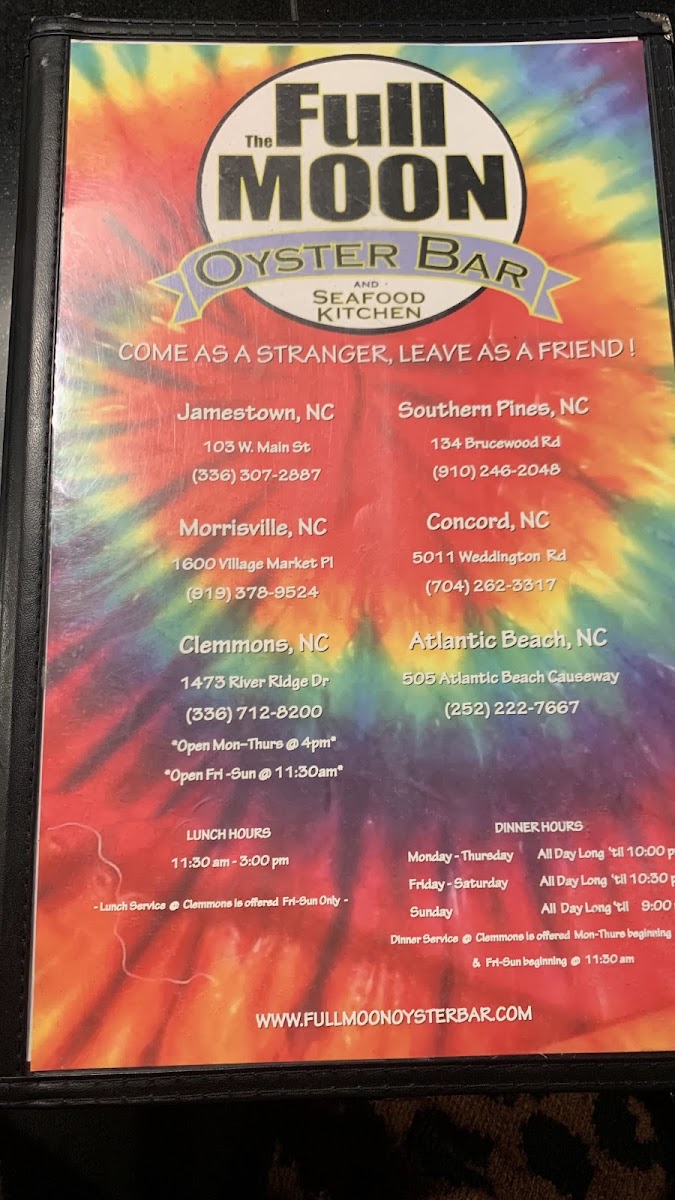 The Full
MOON
OYSTER BAR
AND
SEAFOOD
KITCHEN
COME AS A STRANGER, LEAVE AS A FRIEND !
Jamestown, NC
103 W. Main St
(336) 307-2887
Southern Pines, NC
134 Brucewood Rd
(910) 246-2048
Morrisville, NC
1600 Village Market Pl
(919) 378-9524
Concord, NC
5011 Weddington Rd
(704) 262-3317
Clemmons, NC
1473 River Ridge Dr
(336) 712-8200
*Open Mon-Thurs @ 4pm*
*Open Fri -Sun @ 11:30am*
Atlantic Beach, NC
505 Atlantic Beach Causeway
(252) 222-7667
LUNCH HOURS
11:30 am - 3:00 pm
- Lunch Service @ Clemmons is offered Fri-Sun Only -
DINNER HOURS
Monday - Thursday All Day Long 'til 10:00 p
Friday - Saturday All Day Long 'til 10:30 p
Sunday All Day Long 'til 9:00
Dinner Service @ Clemmons is offered Mon-Thurs beginning
& Fri-Sun beginning @ 11:30 am
WWW.FULLMOONOYSTERBAR.COM